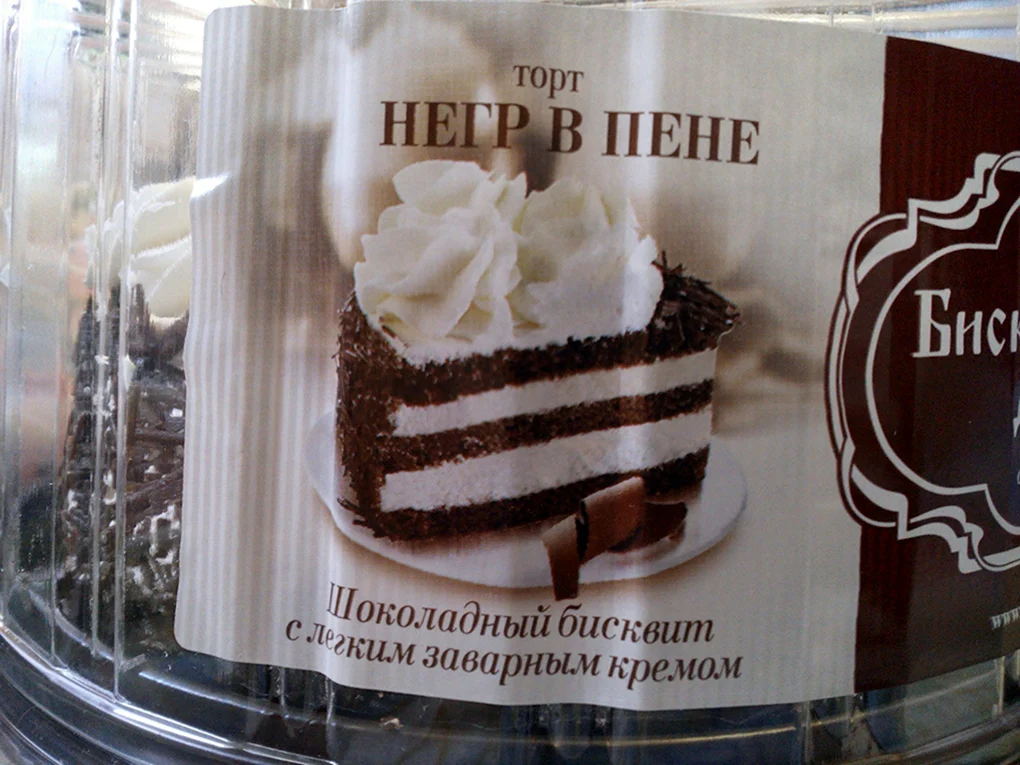 торт
НЕГР В ПЕНЕ
Шоколадный бисквит
с легким заварным кремом